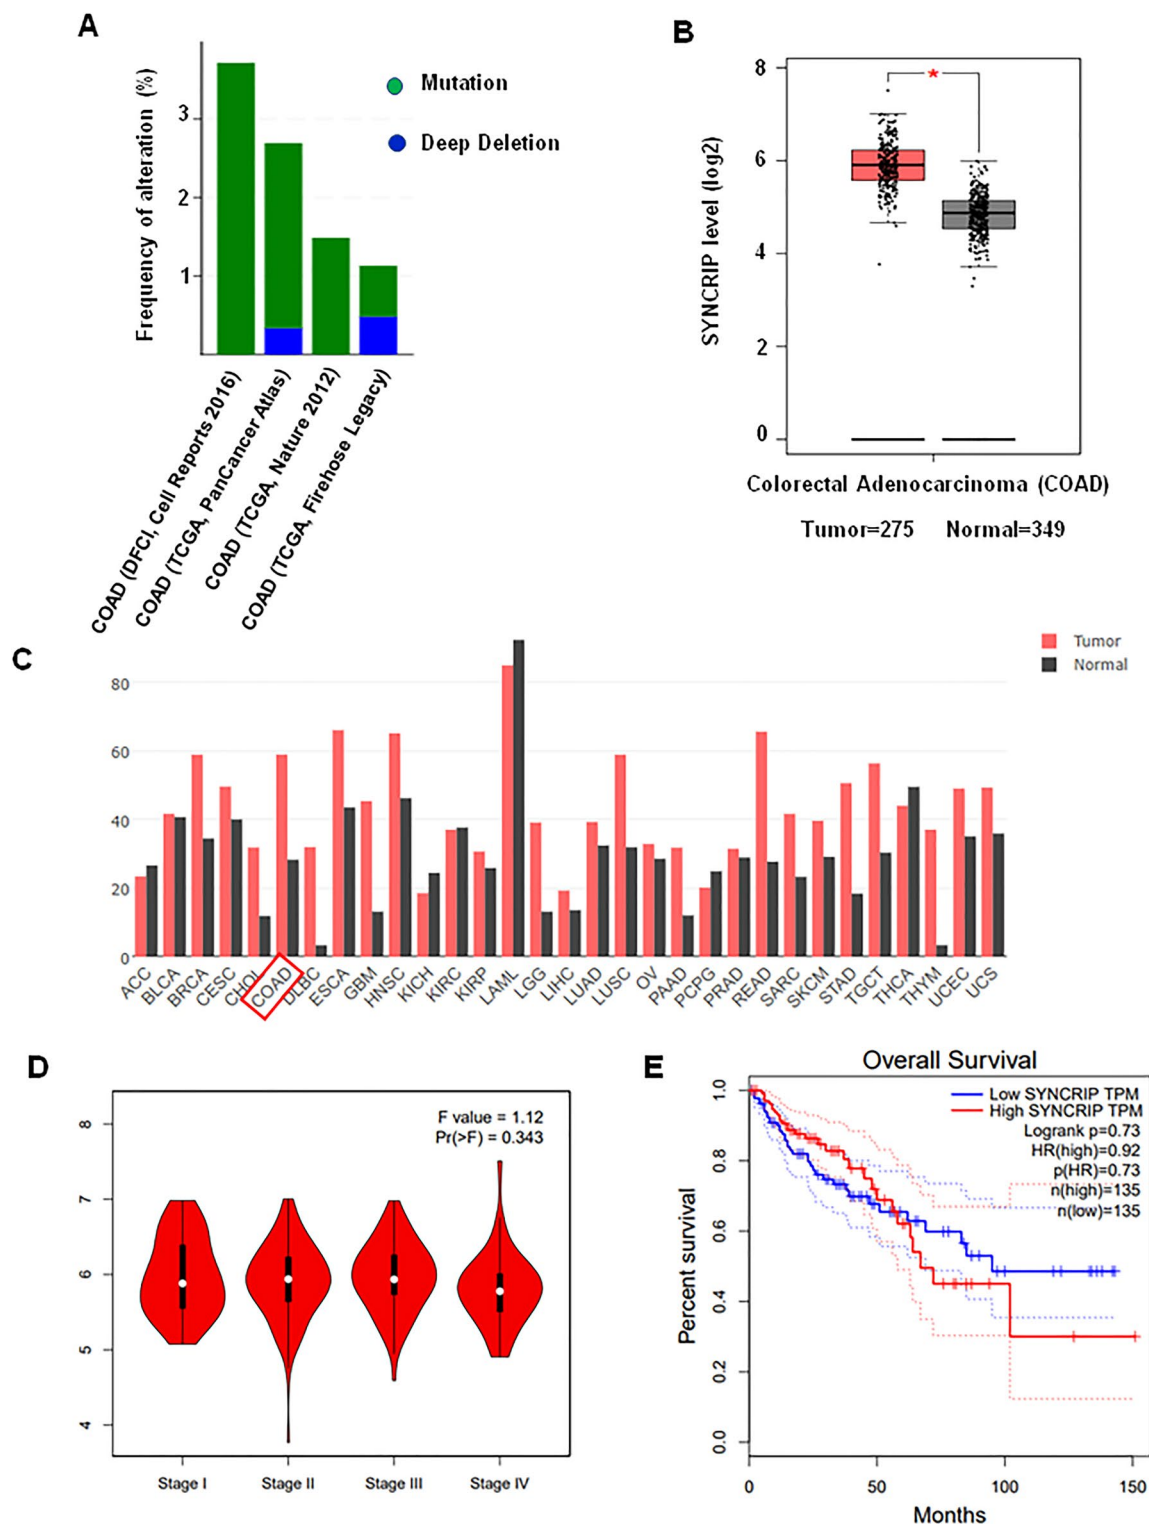 A
Frequency of alteration (%)
3
2
1
Mutation
Deep Deletion
COAD (DFCI, Cell Reports 2016)
COAD (TCGA, PanCancer Atlas)
COAD (TCGA, Nature 2012)
COAD (TCGA, Firehose Legacy)
B
SYNCRIP level (log2)
8
6
4
2
0
*
Colorectal Adenocarcinoma (COAD)
Tumor=275 Normal=349
C
Tumor
Normal
80
60
40
20
0
ACC
BLCA
BRCA
CESC
CHOL
COAD
DLBC
ESCA
GBM
HNSC
KICH
KIRC
KIRP
LAML
LGG
LIHC
LUAD
LUSC
OV
PAAD
PCPG
PRAD
READ
SARC
SKCM
STAD
TGCT
THCA
THYM
UCEC
UCS
D
F value = 1.12
Pr(>F) = 0.343
8
7
6
5
4
Stage I
Stage II
Stage III
Stage IV
E
Overall Survival
Low SYNCRIP TPM
High SYNCRIP TPM
Logrank p=0.73
HR(high)=0.92
p(HR)=0.73
n(high)=135
n(low)=135
Percent survival
1.0
0.8
0.6
0.4
0.2
0.0
0
50
100
150
Months